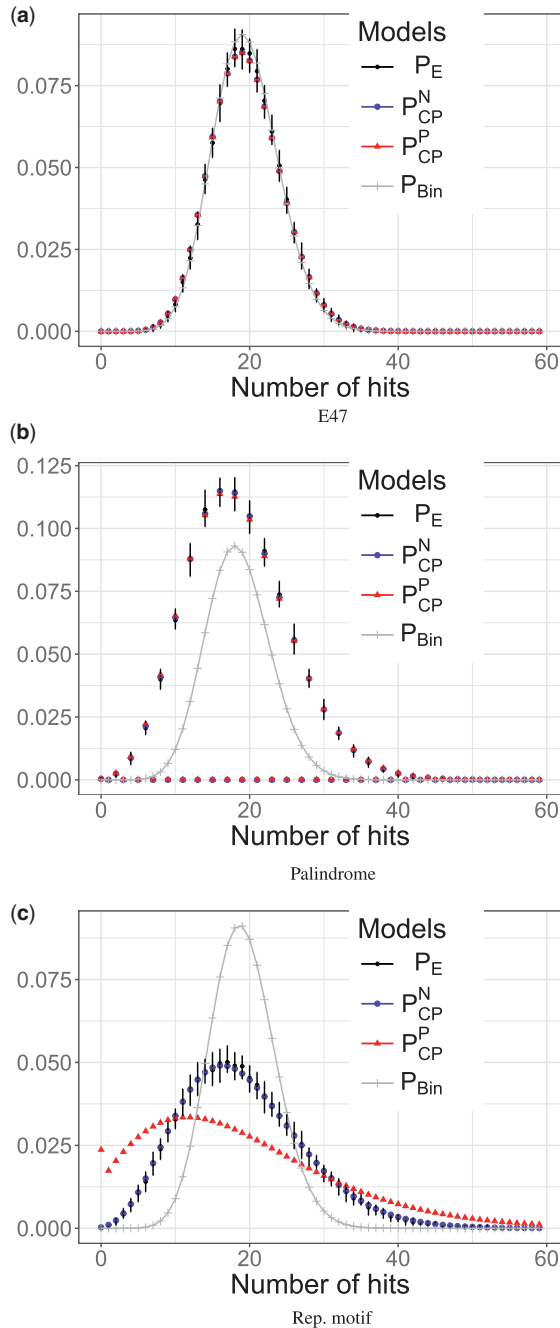 (a)
Models
P_E
P^N_CP
P^P_CP
P_Bin
0.075
0.050
0.025
0.000
0 20 40 60
Number of hits
E47
(b)
0.125
Models
P_E
P^N_CP
P^P_CP
P_Bin
0.100
0.075
0.050
0.025
0.000
0 20 40 60
Number of hits
Palindrome
(c)
Models
P_E
P^N_CP
P^P_CP
P_Bin
0.075
0.050
0.025
0.000
0 20 40 60
Number of hits
Rep. motif